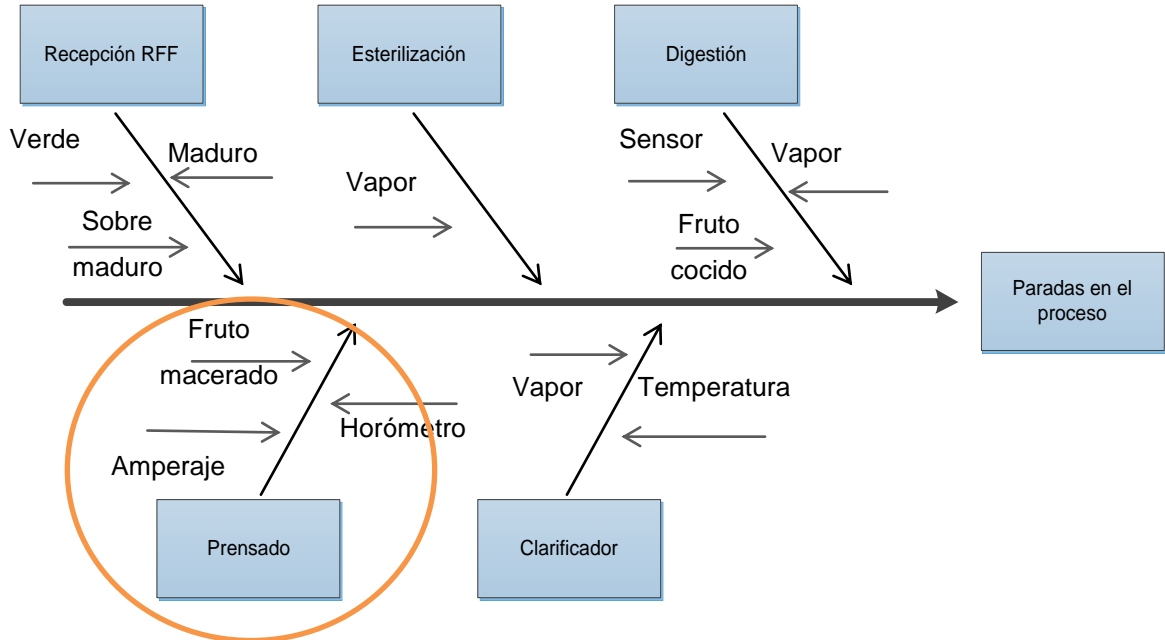 Recepción RFF
Esterilización
Digestión
Verde
Maduro
Sobre
maduro
Vapor
Sensor
Vapor
Fruto
cocido
Paradas en el
proceso
Fruto
macerado
Horómetro
Amperaje
Vapor
Temperatura
Prensado
Clarificador